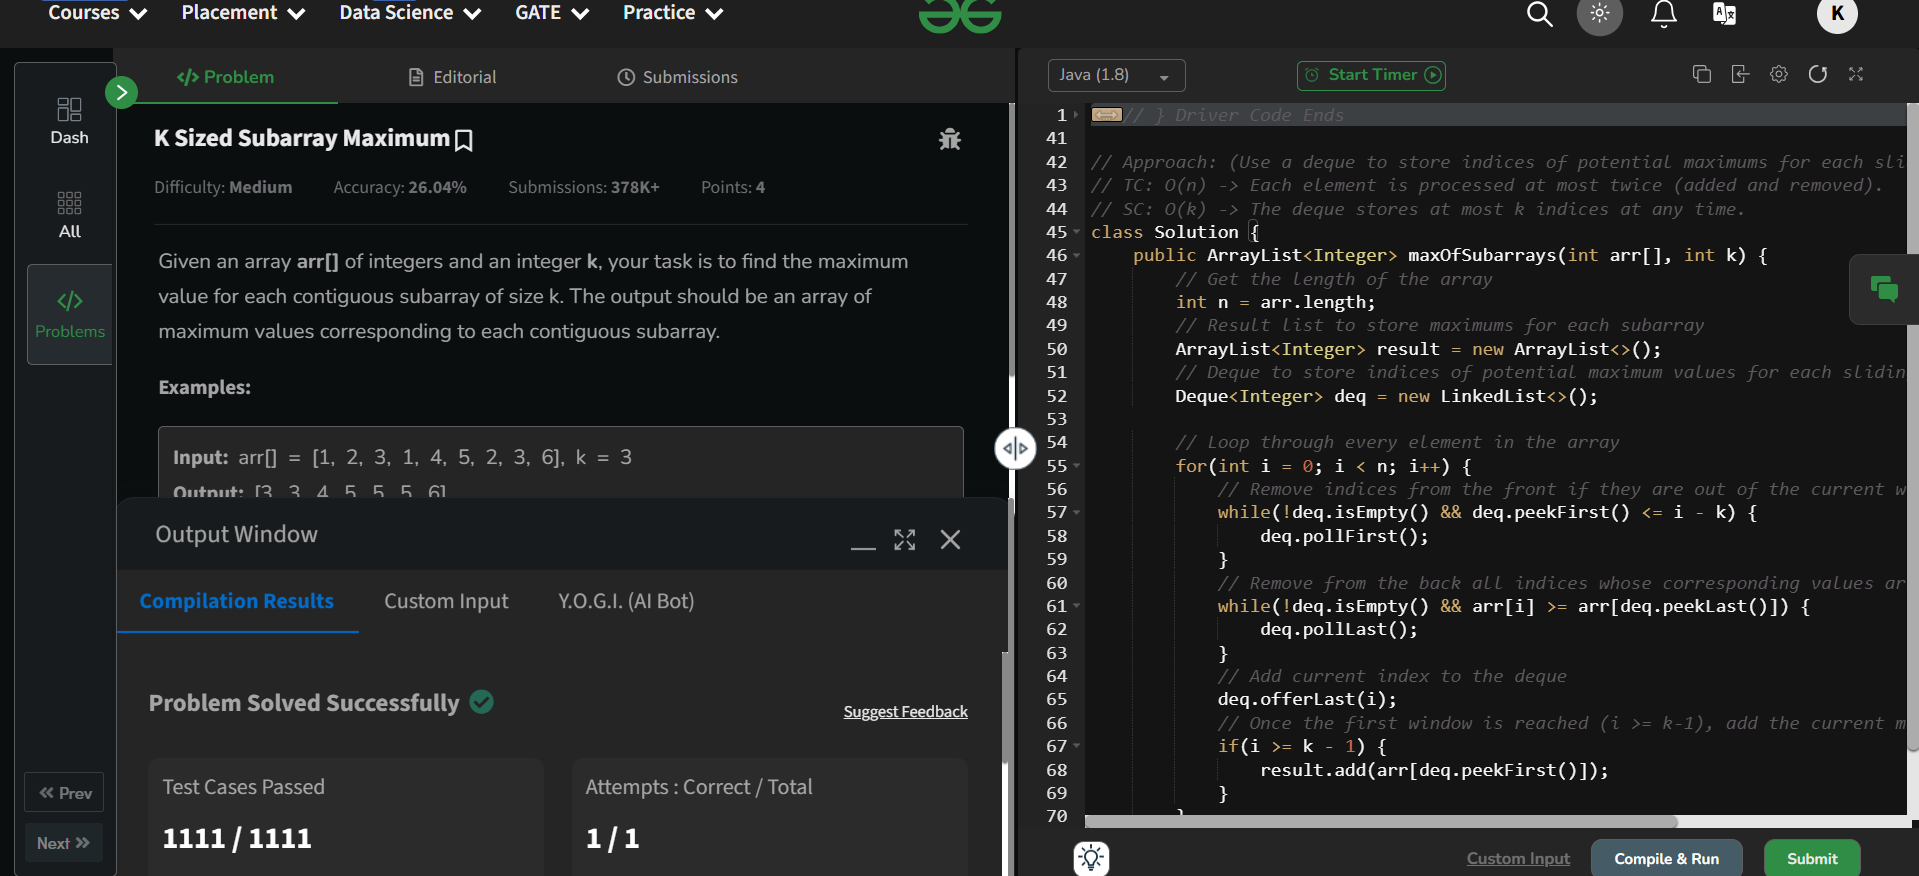 Courses
Placement
Data Science
GATE
Practice
K
Dash
All
Problems
Prev
Next
Problem
Editorial
Submissions
K Sized Subarray Maximum
Difficulty: Medium
Accuracy: 26.04%
Submissions: 378K+
Points: 4
Given an array arr[] of integers and an integer k, your task is to find the maximum
value for each contiguous subarray of size k. The output should be an array of
maximum values corresponding to each contiguous subarray.
Examples:
Input: arr[] = [1, 2, 3, 1, 4, 5, 2, 3, 6], k = 3
Output: [3, 3, 4, 5, 5, 5, 6]
Output Window
Compilation Results
Custom Input
Y.O.G.I. (AI Bot)
Problem Solved Successfully
Suggest Feedback
Test Cases Passed
1111 / 1111
Attempts : Correct / Total
1 / 1
Java (1.8)
Start Timer
1 // } Driver Code Ends
41
42 // Approach: (Use a deque to store indices of potential maximums for each sli
43 // TC: O(n) -> Each element is processed at most twice (added and removed).
44 // SC: O(k) -> The deque stores at most k indices at any time.
45 class Solution {
46 public ArrayList<Integer> maxOfSubarrays(int arr[], int k) {
47 // Get the length of the array
48 int n = arr.length;
49 // Result list to store maximums for each subarray
50 ArrayList<Integer> result = new ArrayList<>();
51 // Deque to store indices of potential maximum values for each slidin
52 Deque<Integer> deq = new LinkedList<>();
53
54 // Loop through every element in the array
55 for(int i = 0; i < n; i++) {
56 // Remove indices from the front if they are out of the current w
57 while(!deq.isEmpty() && deq.peekFirst() <= i - k) {
58 deq.pollFirst();
59 }
60 // Remove from the back all indices whose corresponding values ar
61 while(!deq.isEmpty() && arr[i] >= arr[deq.peekLast()]) {
62 deq.pollLast();
63 }
64 // Add current index to the deque
65 deq.offerLast(i);
66 // Once the first window is reached (i >= k-1), add the current m
67 if(i >= k - 1) {
68 result.add(arr[deq.peekFirst()]);
69 }
70 }
Custom Input
Compile & Run
Submit